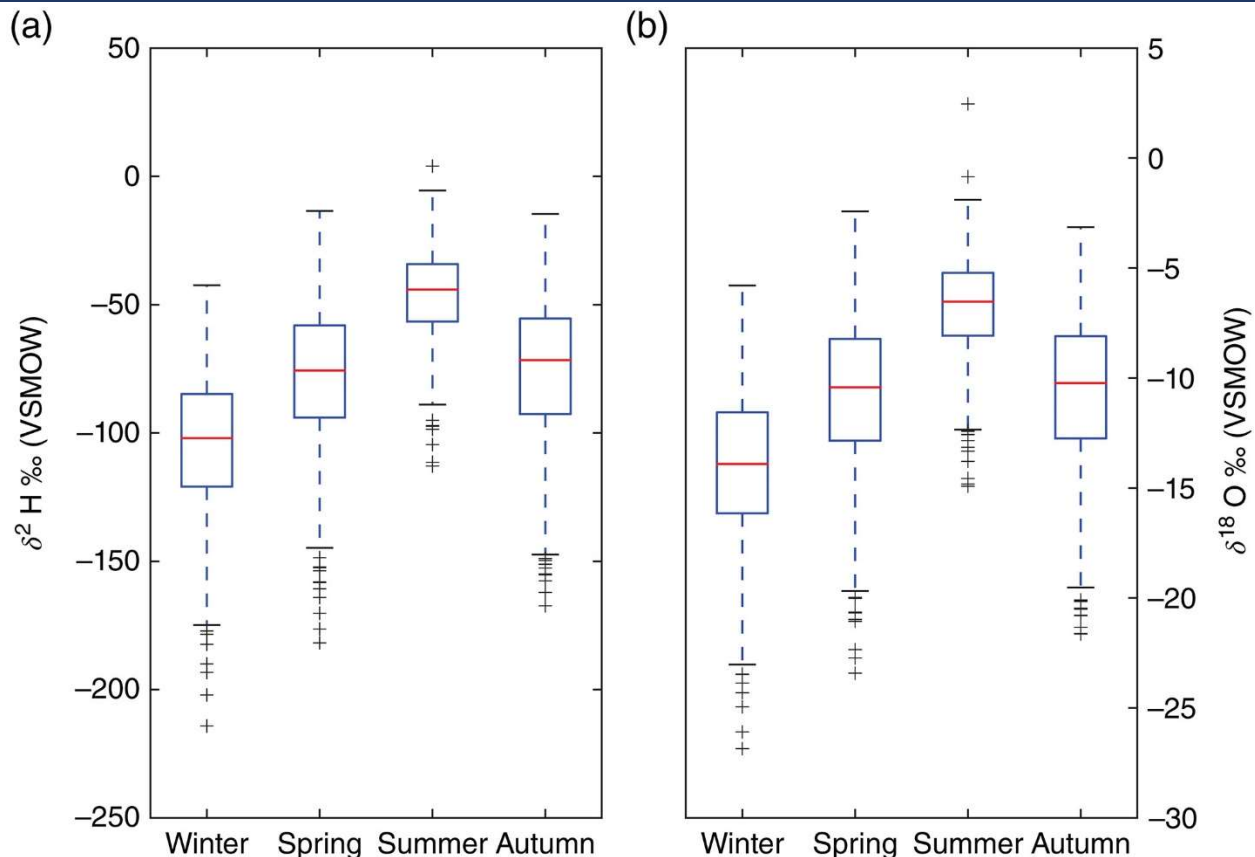 (a)
50
0
−50
−100
−150
−200
−250
δ² H ‰ (VSMOW)
Winter Spring Summer Autumn
(b)
5
0
−5
−10
−15
−20
−25
−30
δ¹⁸ O ‰ (VSMOW)
Winter Spring Summer Autumn